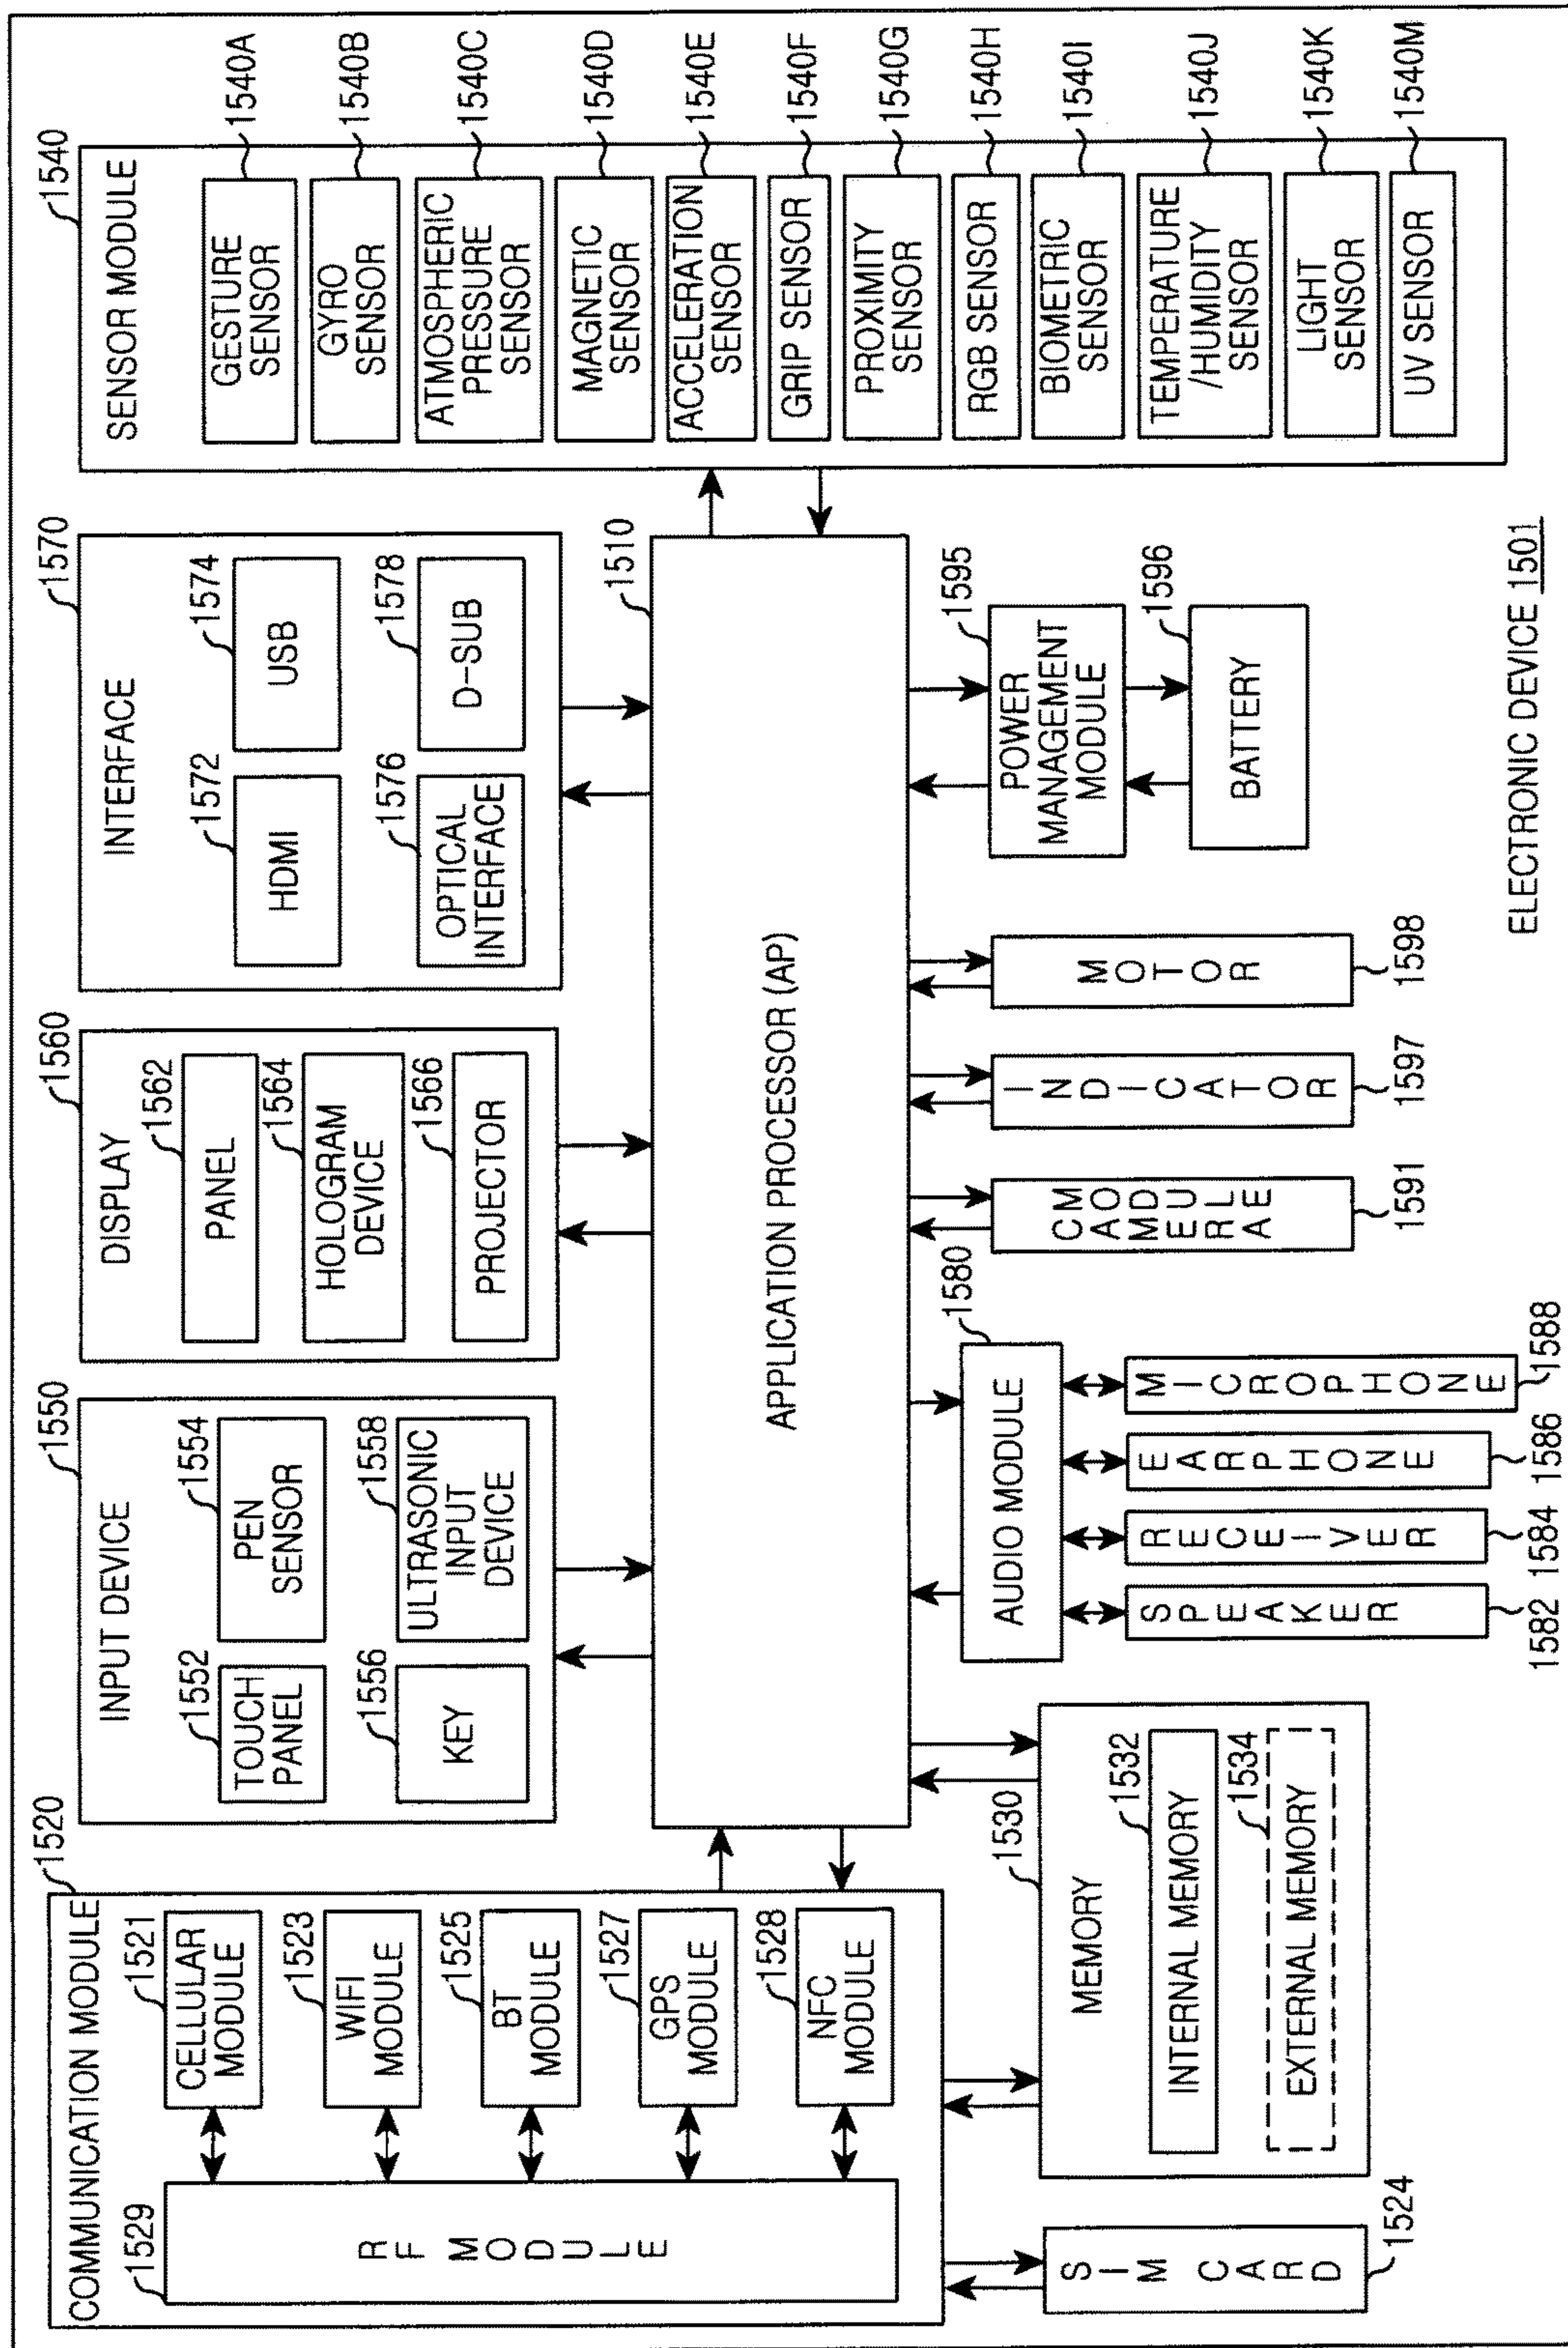 COMMUNICATION MODULE
1520
1529
RF MODULE
1521
CELLULAR
MODULE
1523
WIFI
MODULE
1525
BT
MODULE
1527
GPS
MODULE
1528
NFC
MODULE
1550
INPUT DEVICE
1552
TOUCH
PANEL
1554
PEN
SENSOR
1556
KEY
1558
ULTRASONIC
INPUT
DEVICE
1560
DISPLAY
1562
PANEL
1564
HOLOGRAM
DEVICE
1566
PROJECTOR
1570
INTERFACE
1572
HDMI
1574
USB
1576
OPTICAL
INTERFACE
1578
D-SUB
1540
SENSOR MODULE
GESTURE
SENSOR
1540A
GYRO
SENSOR
1540B
ATMOSPHERIC
PRESSURE
SENSOR
1540C
MAGNETIC
SENSOR
1540D
ACCELERATION
SENSOR
1540E
GRIP SENSOR
1540F
PROXIMITY
SENSOR
1540G
RGB SENSOR
1540H
BIOMETRIC
SENSOR
1540I
TEMPERATURE
/HUMIDITY
SENSOR
1540J
LIGHT
SENSOR
1540K
UV SENSOR
1540M
1510
APPLICATION PROCESSOR (AP)
SIM CARD
1524
1530
MEMORY
1532
INTERNAL MEMORY
1534
EXTERNAL MEMORY
1580
AUDIO MODULE
SPEAKER
1582
RECEIVER
1584
EARPHONE
1586
MICROPHONE
1588
CAMERA
MODULE
1591
INDICATOR
1597
MOTOR
1598
1595
POWER
MANAGEMENT
MODULE
1596
BATTERY
ELECTRONIC DEVICE 1501